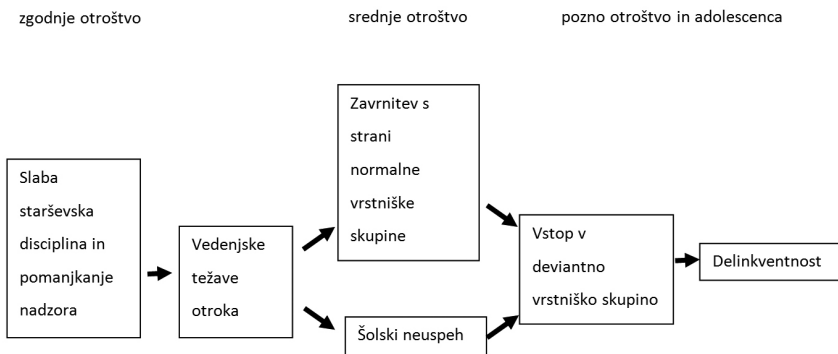 zgodnje otroštvo
srednje otroštvo
pozno otroštvo in adolescenca
Slaba
starševska
disciplina in
pomanjkanje
nadzora
Vedenjske
težave
otroka
Zavrnitev s
strani
normalne
vrstniške
skupine
Šolski neuspeh
Vstop v
deviantno
vrstniško skupino
Delinkventnost